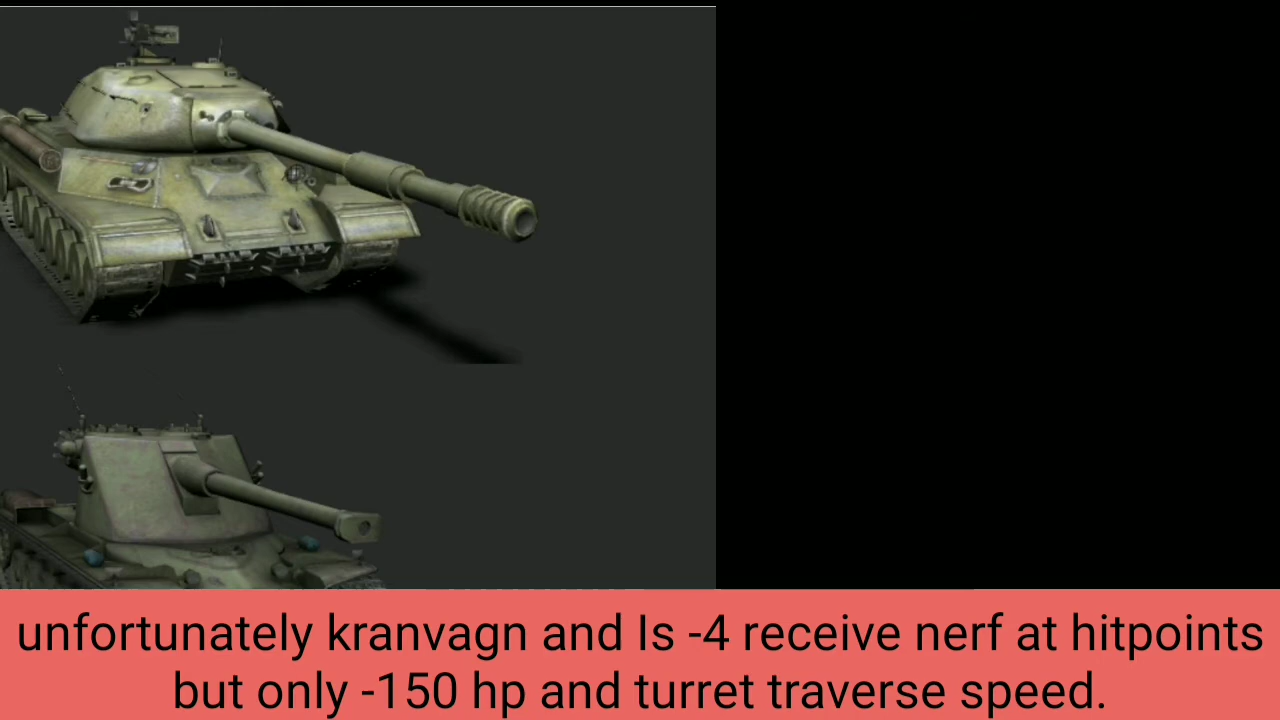 unfortunately kranvagn and Is -4 receive nerf at hitpoints
but only -150 hp and turret traverse speed.